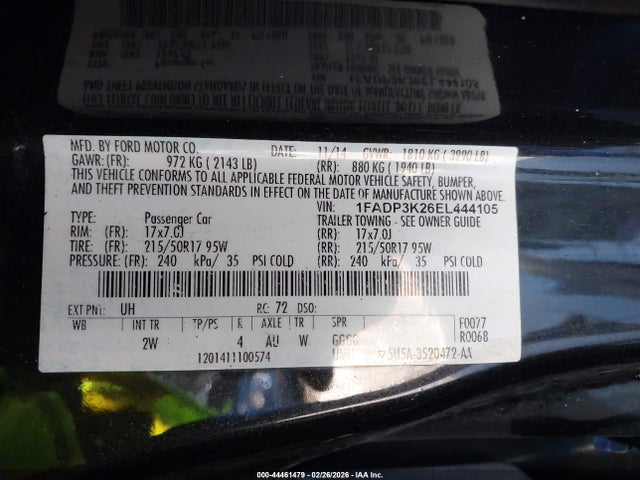 MFD. BY FORD MOTOR CO. DATE: 11/14 GVWR: 1810 KG ( 3990 LB)
GAWR: (FR): 972 KG ( 2143 LB) (RR): 880 KG ( 1940 LB)
THIS VEHICLE CONFORMS TO ALL APPLICABLE FEDERAL MOTOR VEHICLE SAFETY, BUMPER,
AND THEFT PREVENTION STANDARDS IN EFFECT ON THE DATE OF MANUFACTURE SHOWN ABOVE.
VIN: 1FADP3K26EL444105
TYPE: Passenger Car TRAILER TOWING - SEE OWNER GUIDE
RIM: (FR) 17x7.0J (RR) 17x7.0J
TIRE: (FR) 215/50R17 95W (RR) 215/50R17 95W
PRESSURE: (FR) 240 kPa/ 35 PSI COLD (RR) 240 kPa/ 35 PSI COLD
EXT PNT: UH RC: 72 DSO:
WB INT TR TP/PS R AXLE TR SPR F0077
2W 4 AU W R0068
1201411100574 5U5A-3520472-AA
000-44461479 02/26/2026 IAA4611479